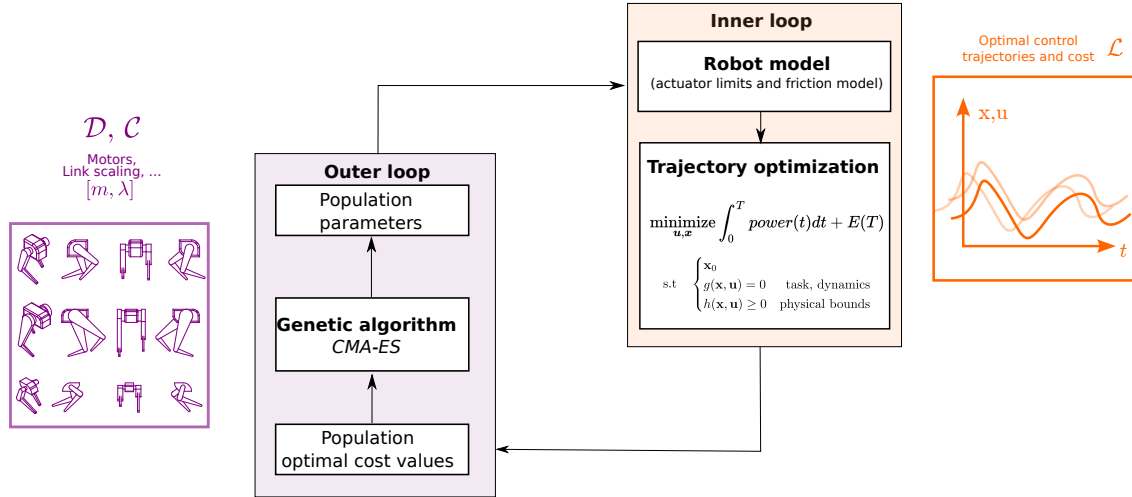 𝒟, 𝒞
Motors,
Link scaling, ...
[m, λ]
Outer loop
Population
parameters
Genetic algorithm
CMA-ES
Population
optimal cost values
Inner loop
Robot model
(actuator limits and friction model)
Trajectory optimization
minimize ∫₀ᵀ power(t)dt + E(T)
u,x
s.t { x₀
g(x, u) = 0 task, dynamics
h(x, u) ≥ 0 physical bounds
Optimal control
trajectories and cost ℒ
x,u
t